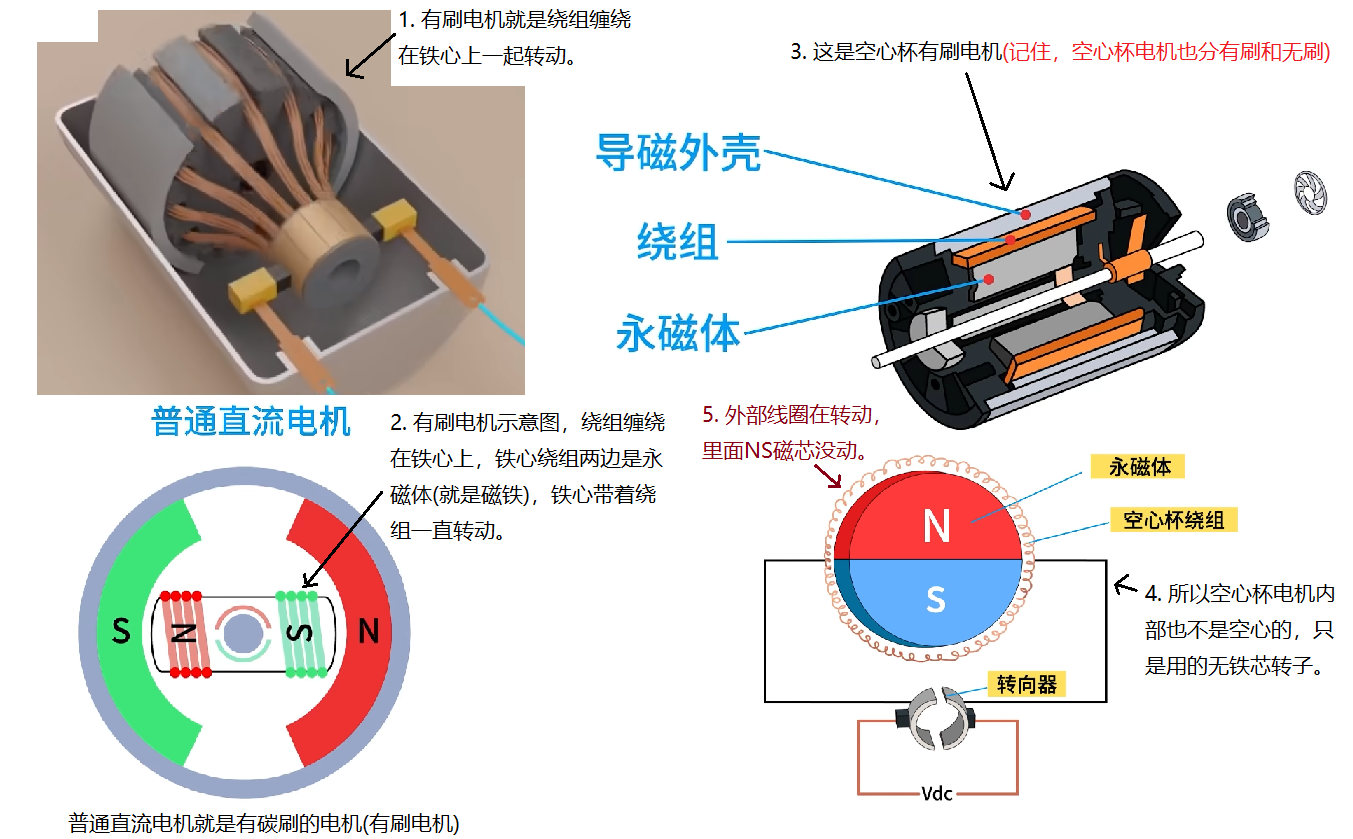 1. 有刷电机就是绕组缠绕
在铁心上一起转动。
3. 这是空心杯有刷电机(记住，空心杯电机也分有刷和无刷)
导磁外壳
绕组
永磁体
普通直流电机
2. 有刷电机示意图，绕组缠绕
在铁心上，铁心绕组两边是永
磁体(就是磁铁)，铁心带着绕
组一直转动。
S
N
S
N
普通直流电机就是有碳刷的电机(有刷电机)
5. 外部线圈在转动，
里面NS磁芯没动。
永磁体
空心杯绕组
N
S
4. 所以空心杯电机内
部也不是空心的，只
是用的无铁芯转子。
转向器
Vdc